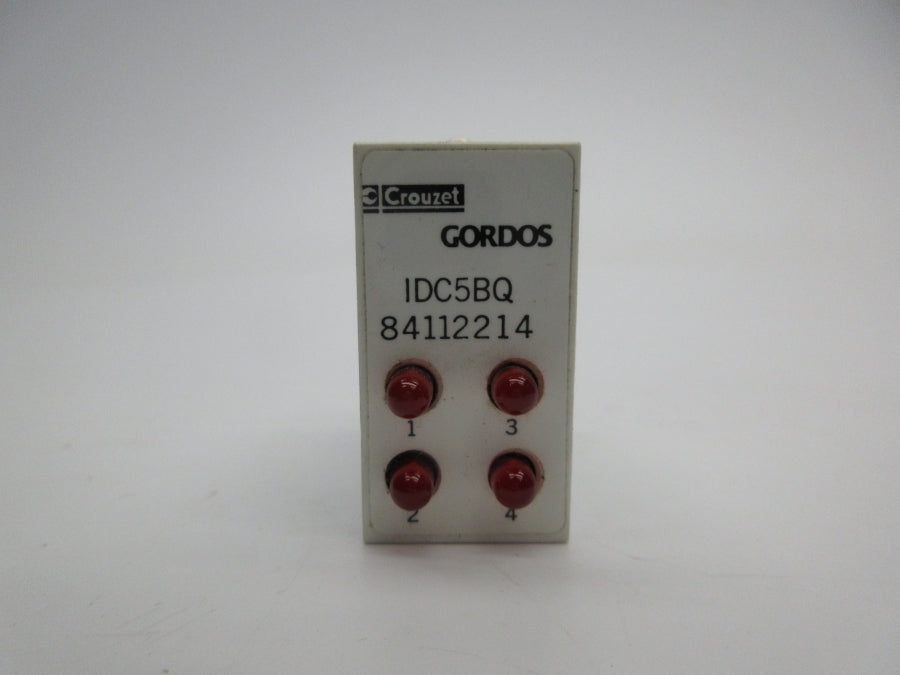 Crouzet
GORDOS
IDC5BQ
84112214
1 3
2 4